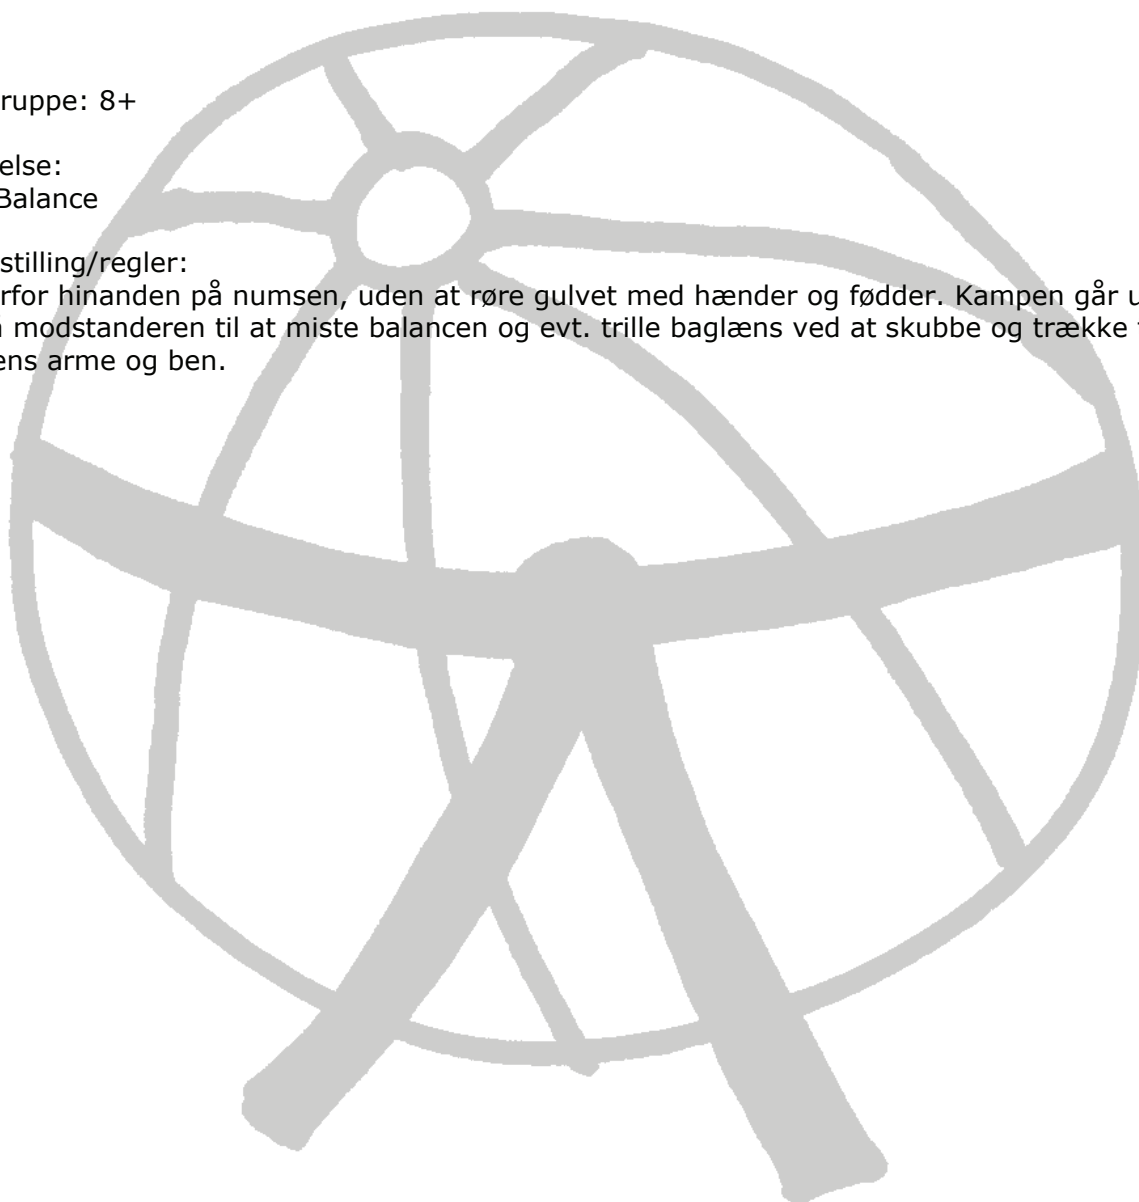 ruppe: 8+
else:
Balance
stilling/regler:
rfor hinanden på numsen, uden at røre gulvet med hænder og fødder. Kampen går u
modstanderen til at miste balancen og evt. trille baglæns ved at skubbe og trække
ens arme og ben.